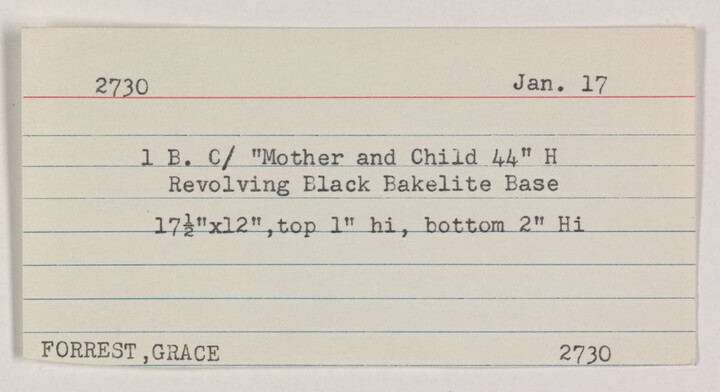 2730 Jan. 17
1 B. C/ "Mother and Child 44" H
Revolving Black Bakelite Base
17½"x12",top 1" hi, bottom 2" Hi
FORREST,GRACE 2730